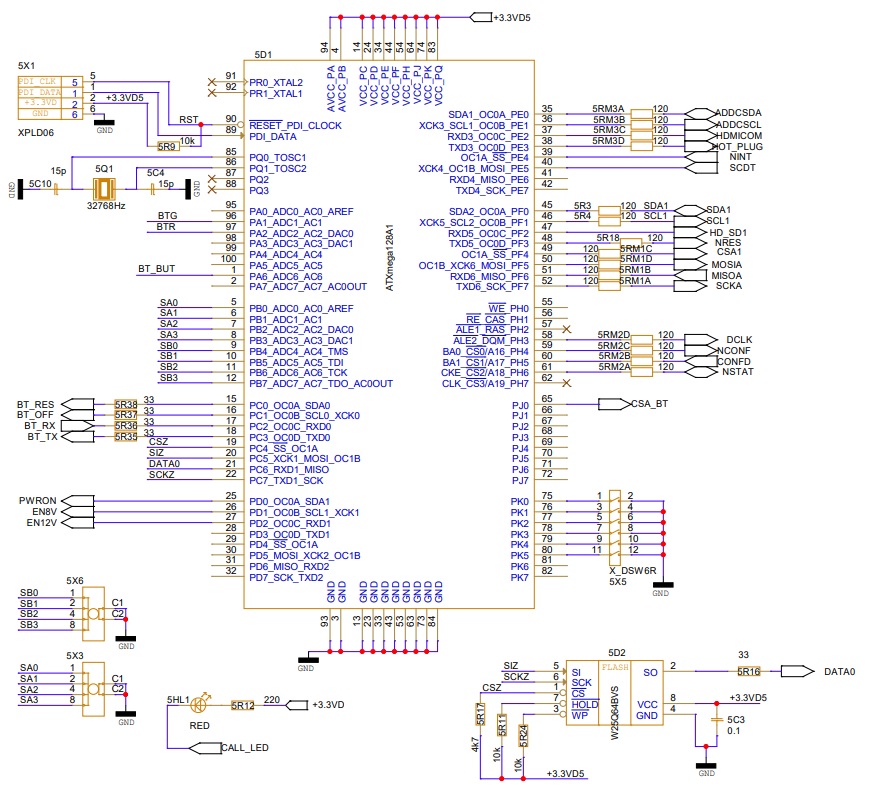 +3.3VD5
94 4 14 24 34 44 54 64 74 83
AVCC_PA
AVCC_PB
VCC_PC
VCC_PD
VCC_PE
VCC_PF
VCC_PH
VCC_PJ
VCC_PK
VCC_PQ
5D1
ATXmega128A1
5X1
PDI_CLK 5 5
PDI_DATA 1 1
+3.3VD 2 2 +3.3VD5
GND 6 6
XPLD06
GND
RST
5R9 10k
15p
5C10
5Q1
32768Hz
5C4
15p
GND
GND
91 PR0_XTAL2
92 PR1_XTAL1
90 RESET_PDI_CLOCK
89 PDI_DATA
85 PQ0_TOSC1
86 PQ1_TOSC2
87 PQ2
88 PQ3
95 PA0_ADC0_AC0_AREF
BTG 96 PA1_ADC1_AC1
BTR 97 PA2_ADC2_AC2_DAC0
98 PA3_ADC3_AC3_DAC1
99 PA4_ADC4_AC4
100 PA5_ADC5_AC5
BT_BUT 1 PA6_ADC6_AC6
2 PA7_ADC7_AC7_AC0OUT
SA0 5 PB0_ADC0_AC0_AREF
SA1 6 PB1_ADC1_AC1
SA2 7 PB2_ADC2_AC2_DAC0
SA3 8 PB3_ADC3_AC3_DAC1
SB0 9 PB4_ADC4_AC4_TMS
SB1 10 PB5_ADC5_AC5_TDI
SB2 11 PB6_ADC6_AC6_TCK
SB3 12 PB7_ADC7_AC7_TDO_AC0OUT
BT_RES 5R38 33 15 PC0_OC0A_SDA0
BT_OFF 5R37 33 16 PC1_OC0B_SCL0_XCK0
BT_RX 5R36 33 17 PC2_OC0C_RXD0
BT_TX 5R35 33 18 PC3_OC0D_TXD0
CSZ 19 PC4_SS_OC1A
SIZ 20 PC5_XCK1_MOSI_OC1B
DATA0 21 PC6_RXD1_MISO
SCKZ 22 PC7_TXD1_SCK
PWRON 25 PD0_OC0A_SDA1
EN8V 26 PD1_OC0B_SCL1_XCK1
EN12V 27 PD2_OC0C_RXD1
28 PD3_OC0D_TXD1
29 PD4_SS_OC1A
30 PD5_MOSI_XCK2_OC1B
31 PD6_MISO_RXD2
32 PD7_SCK_TXD2
SDA1_OC0A_PE0 35 5RM3A 120 ADDCSDA
XCK3_SCL1_OC0B_PE1 36 5RM3B 120 ADDCSCL
RXD3_OC0C_PE2 37 5RM3C 120 HDMICOM
TXD3_OC0D_PE3 38 5RM3D 120 HOT_PLUG
OC1A_SS_PE4 39 NINT
XCK4_OC1B_MOSI_PE5 40 SCDT
RXD4_MISO_PE6 41
TXD4_SCK_PE7 42
SDA2_OC0A_PF0 45 5R3 120 SDA1 SDA1
XCK5_SCL2_OC0B_PF1 46 5R4 120 SCL1 SCL1
RXD5_OC0C_PF2 47 HD_SD1
TXD5_OC0D_PF3 48 5R18 120 NRES
OC1A_SS_PF4 49 120 5RM1C CSA1
OC1B_XCK6_MOSI_PF5 50 120 5RM1D MOSIA
RXD6_MISO_PF6 51 120 5RM1B MISOA
TXD6_SCK_PF7 52 120 5RM1A SCKA
WE_PH0 55
RE_CAS_PH1 56
ALE1_RAS_PH2 57
ALE2_DQM_PH3 58 5RM2D 120 DCLK
BA0_CS0/A16_PH4 59 5RM2C 120 NCONF
BA1_CS1/A17_PH5 60 5RM2B 120 CONFD
CKE_CS2/A18_PH6 61 5RM2A 120 NSTAT
CLK_CS3/A19_PH7 62
PJ0 65 CSA_BT
PJ1 66
PJ2 67
PJ3 68
PJ4 69
PJ5 70
PJ6 71
PJ7 72
PK0 75 1 2
PK1 76 3 4
PK2 77 5 6
PK3 78 7 8
PK4 79 9 10
PK5 80 11 12
PK6 81
PK7 82
X_DSW6R
5X5
GND
GND GND GND GND GND GND GND GND GND GND
93 3 13 23 33 43 53 63 73 84
GND
5X6
SB0 1
SB1 2 C1
SB2 4 C2
SB3 8
GND
5X3
SA0 1
SA1 2 C1
SA2 4 C2
SA3 8
GND
5HL1
RED
5R12 220 +3.3VD
CALL_LED
5D2
FLASH
W25Q64BVS
SIZ 5 SI
SCKZ 6 SCK
CSZ 1 CS
7 HOLD
3 WP
SO 2 33 5R16 DATA0
VCC 8 +3.3VD5
GND 4
5C3
0.1
GND
5R17 4k7
5R11 10k
5R24 10k
+3.3VD5